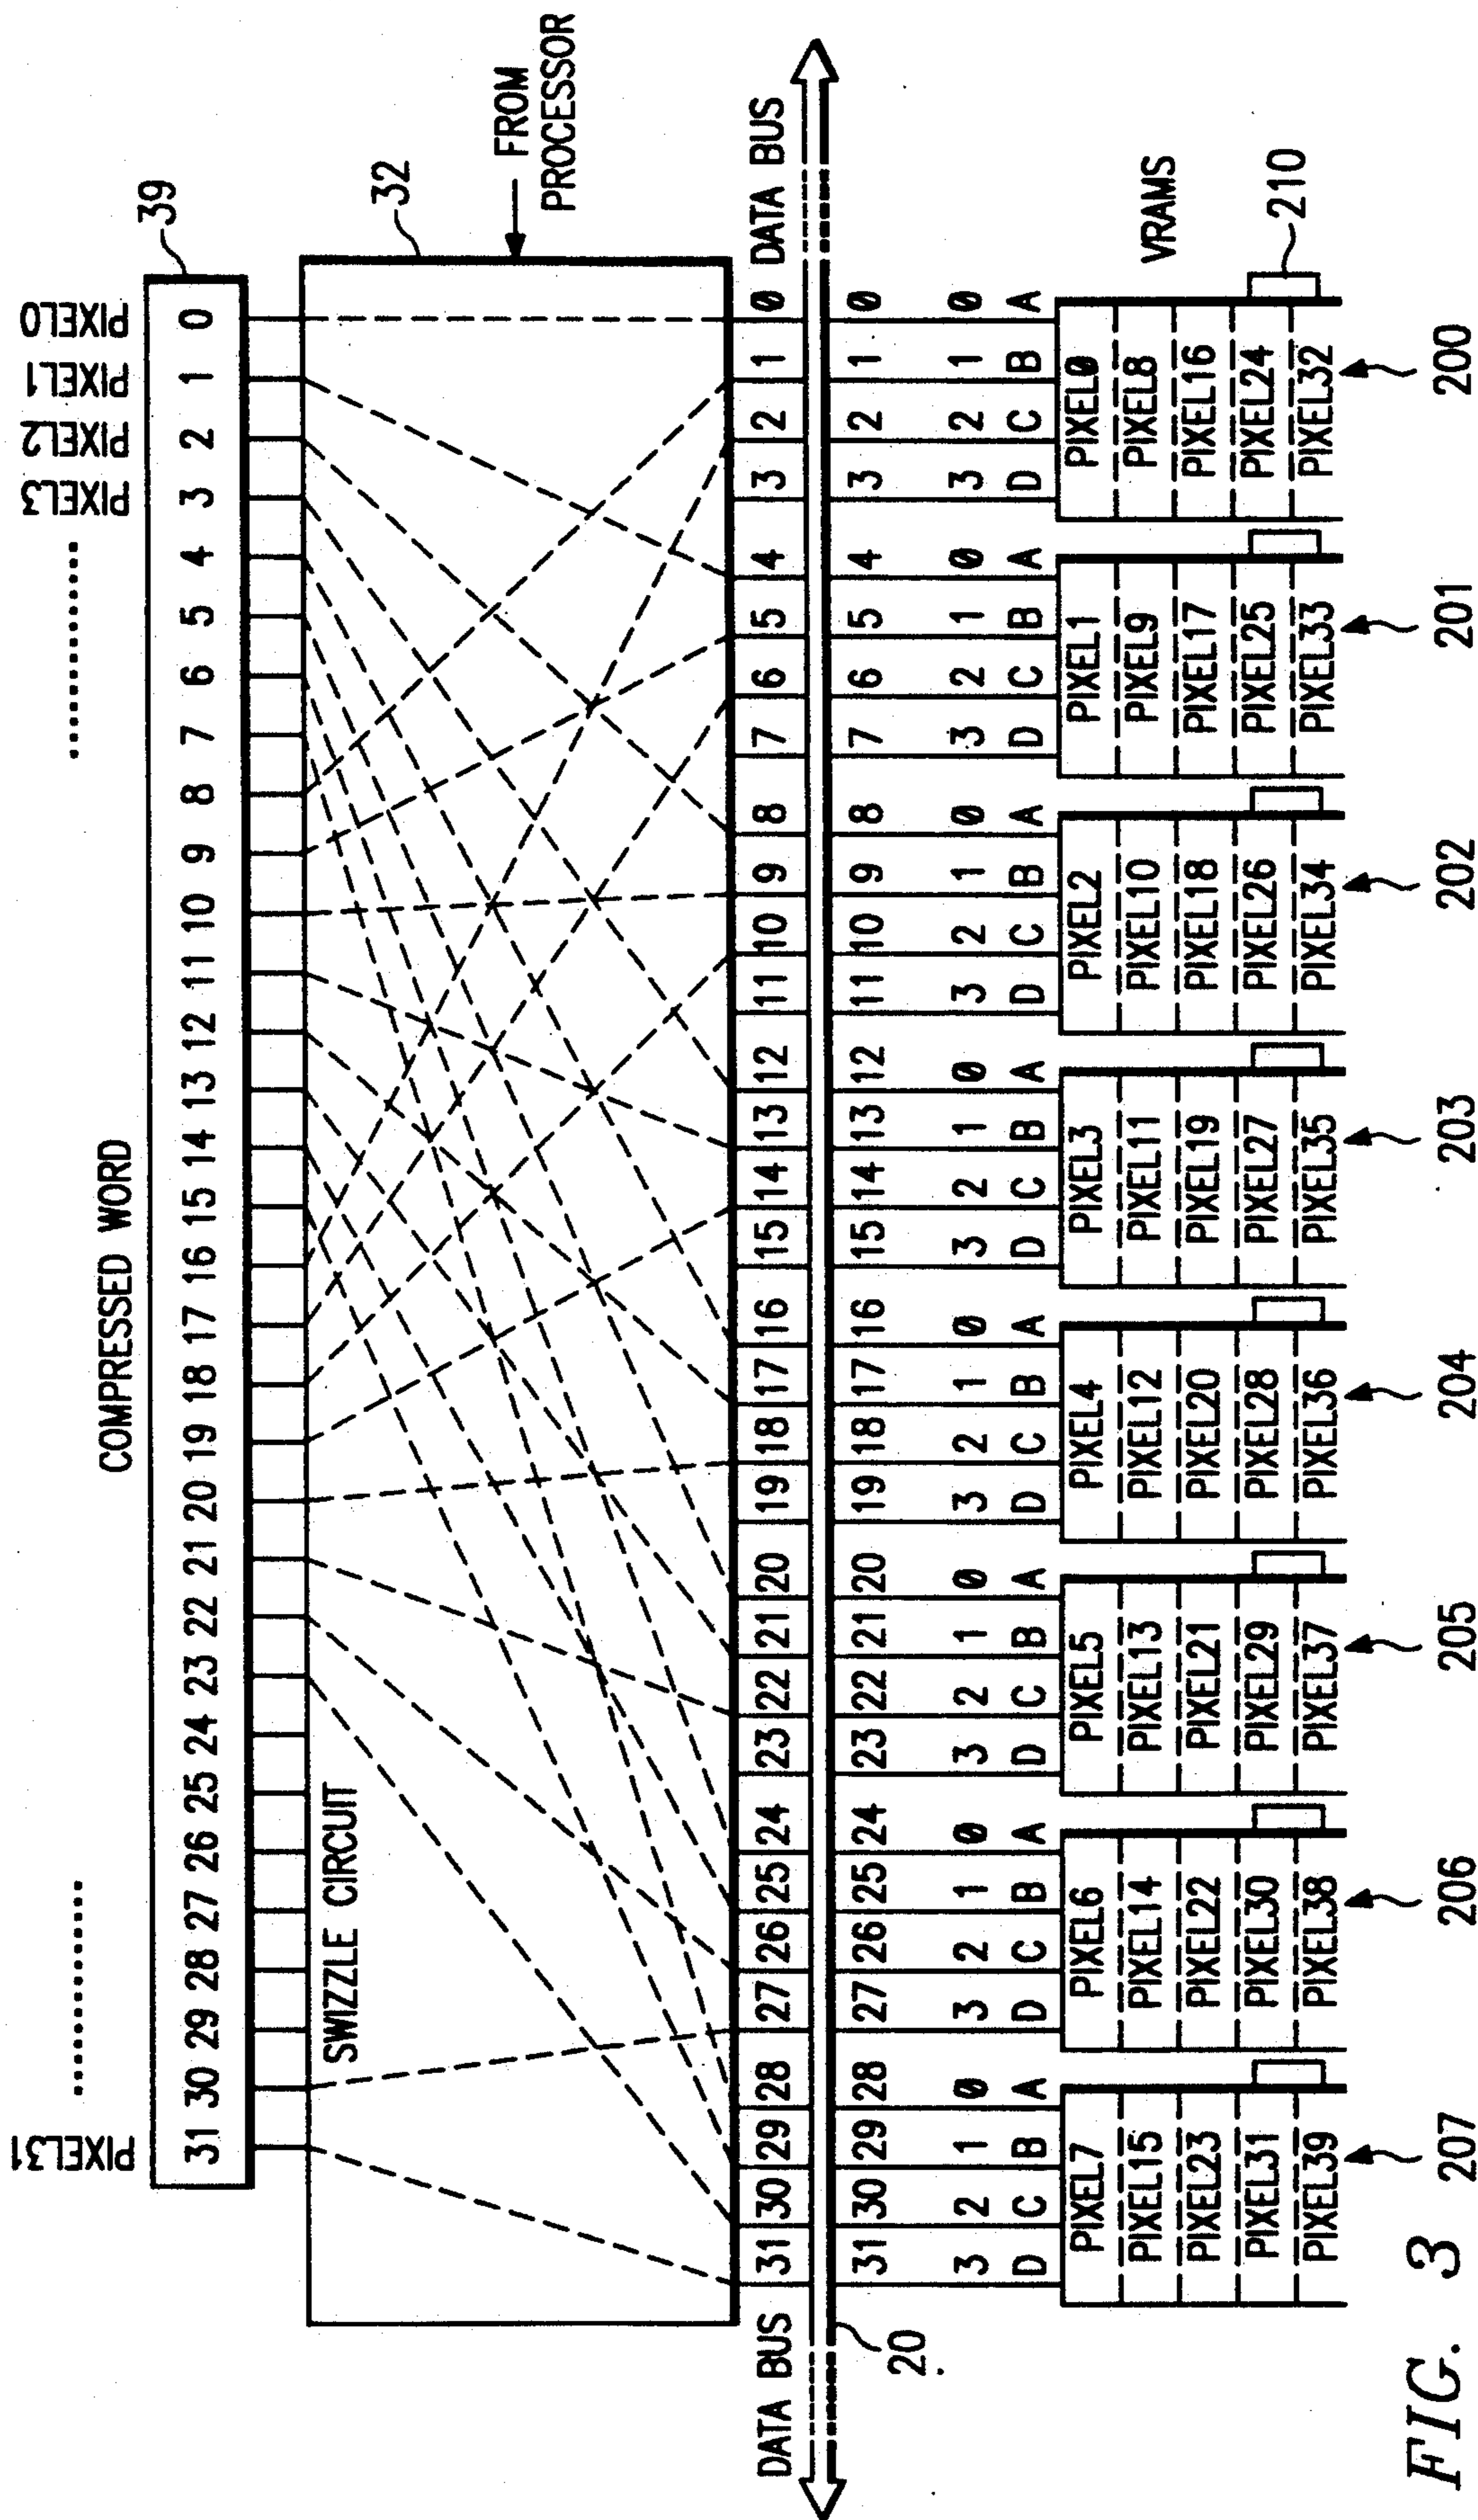 COMPRESSED WORD
PIXEL31 ............ ........ PIXEL3 PIXEL2 PIXEL1 PIXEL0
31 30 29 28 27 26 25 24 23 22 21 20 19 18 17 16 15 14 13 12 11 10 9 8 7 6 5 4 3 2 1 0
39
SWIZZLE CIRCUIT
32
FROM
PROCESSOR
DATA BUS 31 30 29 28 27 26 25 24 23 22 21 20 19 18 17 16 15 14 13 12 11 10 9 8 7 6 5 4 3 2 1 0 DATA BUS
20
31 30 29 28 27 26 25 24 23 22 21 20 19 18 17 16 15 14 13 12 11 10 9 8 7 6 5 4 3 2 1 0
3 2 1 0 3 2 1 0 3 2 1 0 3 2 1 0 3 2 1 0 3 2 1 0 3 2 1 0 3 2 1 0
D C B A D C B A D C B A D C B A D C B A D C B A D C B A D C B A
VRAMS
PIXEL7 PIXEL6 PIXEL5 PIXEL4 PIXEL3 PIXEL2 PIXEL1 PIXEL0
PIXEL15 PIXEL14 PIXEL13 PIXEL12 PIXEL11 PIXEL10 PIXEL9 PIXEL8
PIXEL23 PIXEL22 PIXEL21 PIXEL20 PIXEL19 PIXEL18 PIXEL17 PIXEL16
PIXEL31 PIXEL30 PIXEL29 PIXEL28 PIXEL27 PIXEL26 PIXEL25 PIXEL24
PIXEL39 PIXEL38 PIXEL37 PIXEL36 PIXEL35 PIXEL34 PIXEL33 PIXEL32
210
207 206 205 204 203 202 201 200
FIG. 3